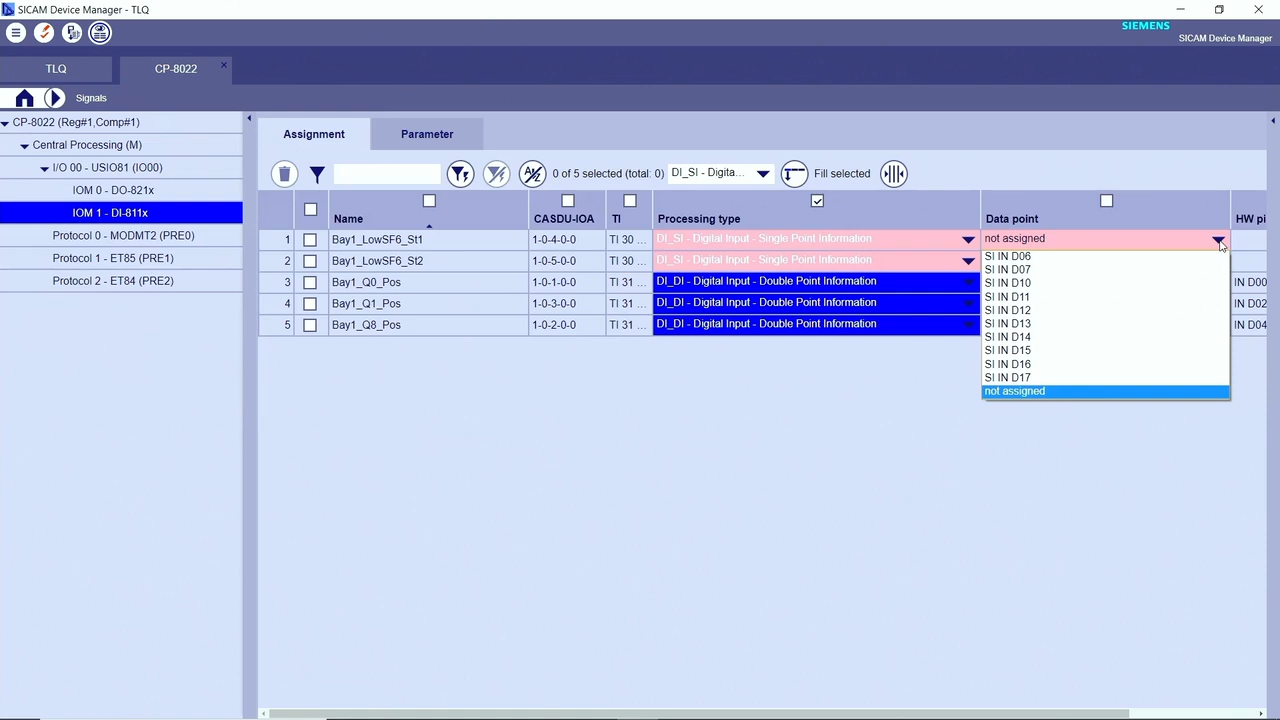 SICAM Device Manager - TLQ
SIEMENS
SICAM Device Manager
TLQ
CP-8022
Signals
CP-8022 (Reg#1,Comp#1)
Central Processing (M)
I/O 00 - USIO81 (IO00)
IOM 0 - DO-821x
IOM 1 - DI-811x
Protocol 0 - MODMT2 (PRE0)
Protocol 1 - ET85 (PRE1)
Protocol 2 - ET84 (PRE2)
Assignment Parameter
0 of 5 selected (total: 0) DI_SI - Digita... Fill selected
Name CASDU-IOA TI Processing type Data point HW pi
1 Bay1_LowSF6_St1 1-0-4-0-0 TI 30 ... DI_SI - Digital Input - Single Point Information not assigned
2 Bay1_LowSF6_St2 1-0-5-0-0 TI 30 ... DI_SI - Digital Input - Single Point Information
3 Bay1_Q0_Pos 1-0-1-0-0 TI 31 ... DI_DI - Digital Input - Double Point Information IN D00
4 Bay1_Q1_Pos 1-0-3-0-0 TI 31 ... DI_DI - Digital Input - Double Point Information IN D02
5 Bay1_Q8_Pos 1-0-2-0-0 TI 31 ... DI_DI - Digital Input - Double Point Information IN D04
SI IN D06
SI IN D07
SI IN D10
SI IN D11
SI IN D12
SI IN D13
SI IN D14
SI IN D15
SI IN D16
SI IN D17
not assigned